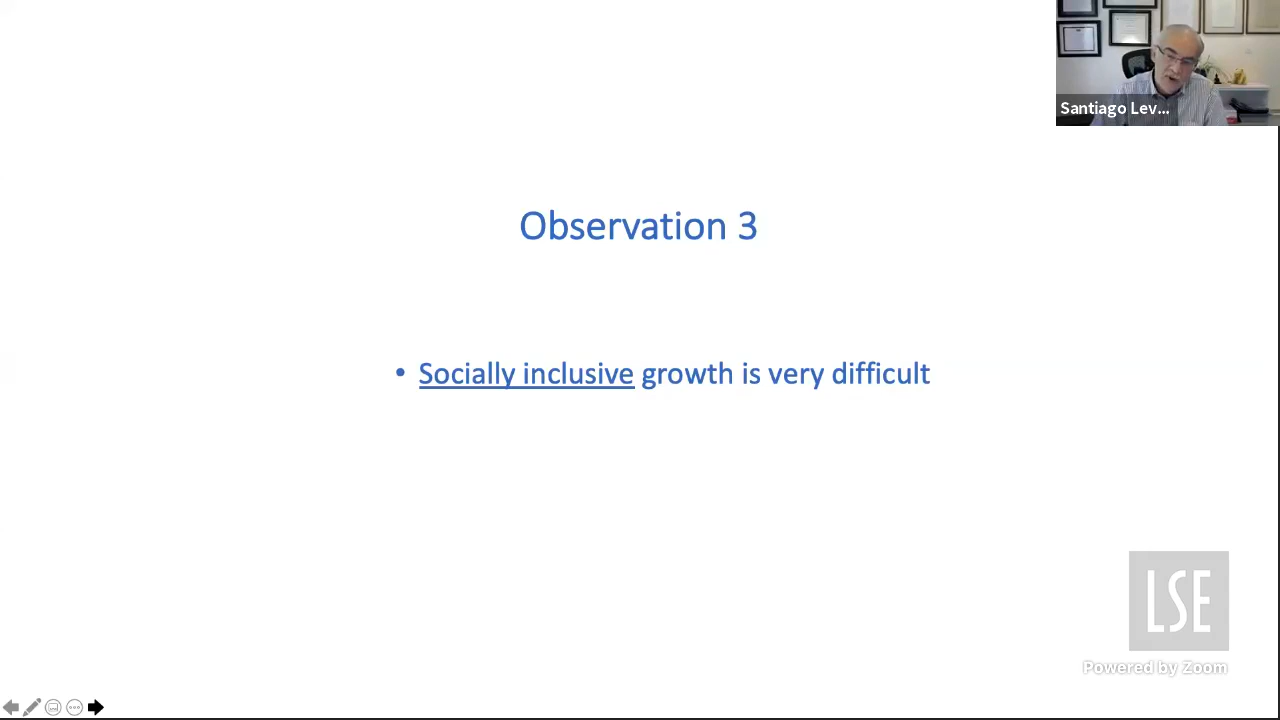 Santiago Lev...
Observation 3
• Socially inclusive growth is very difficult
LSE
Powered by Zoom